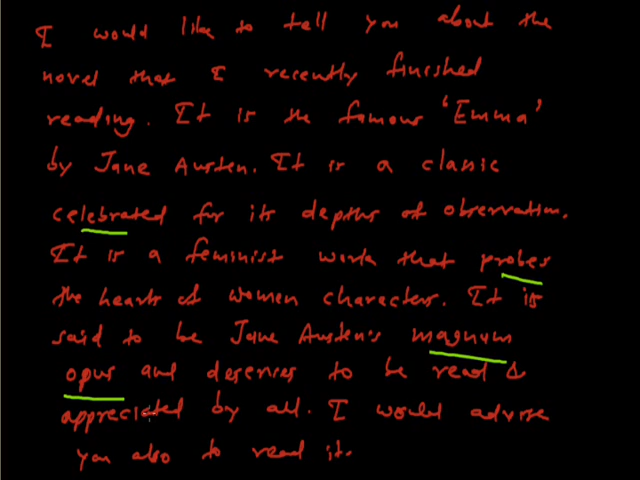 I would like to tell you about the
novel that I recently finished
reading. It is the famous 'Emma'
by Jane Austen. It is a classic
celebrated for its depths of observation.
It is a feminist work that probes
the hearts of women characters. It is
said to be Jane Austen's magnum
opus and deserves to be read &
appreciated by all. I would advise
you also to read it.